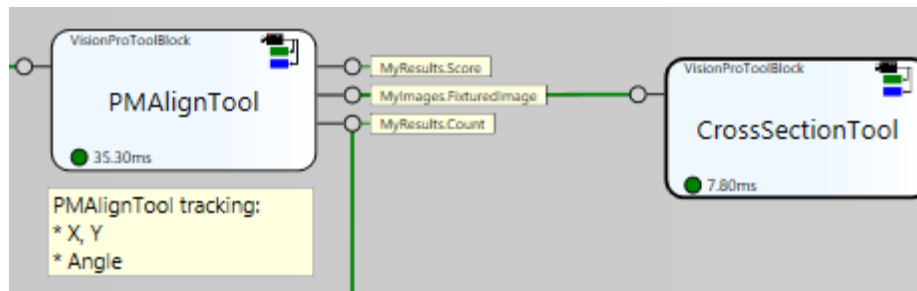 VisionProToolBlock
PMAlignTool
35.30ms
MyResults.Score
MyImages.FixturedImage
MyResults.Count
VisionProToolBlock
CrossSectionTool
7.80ms
PMAlignTool tracking:
* X, Y
* Angle